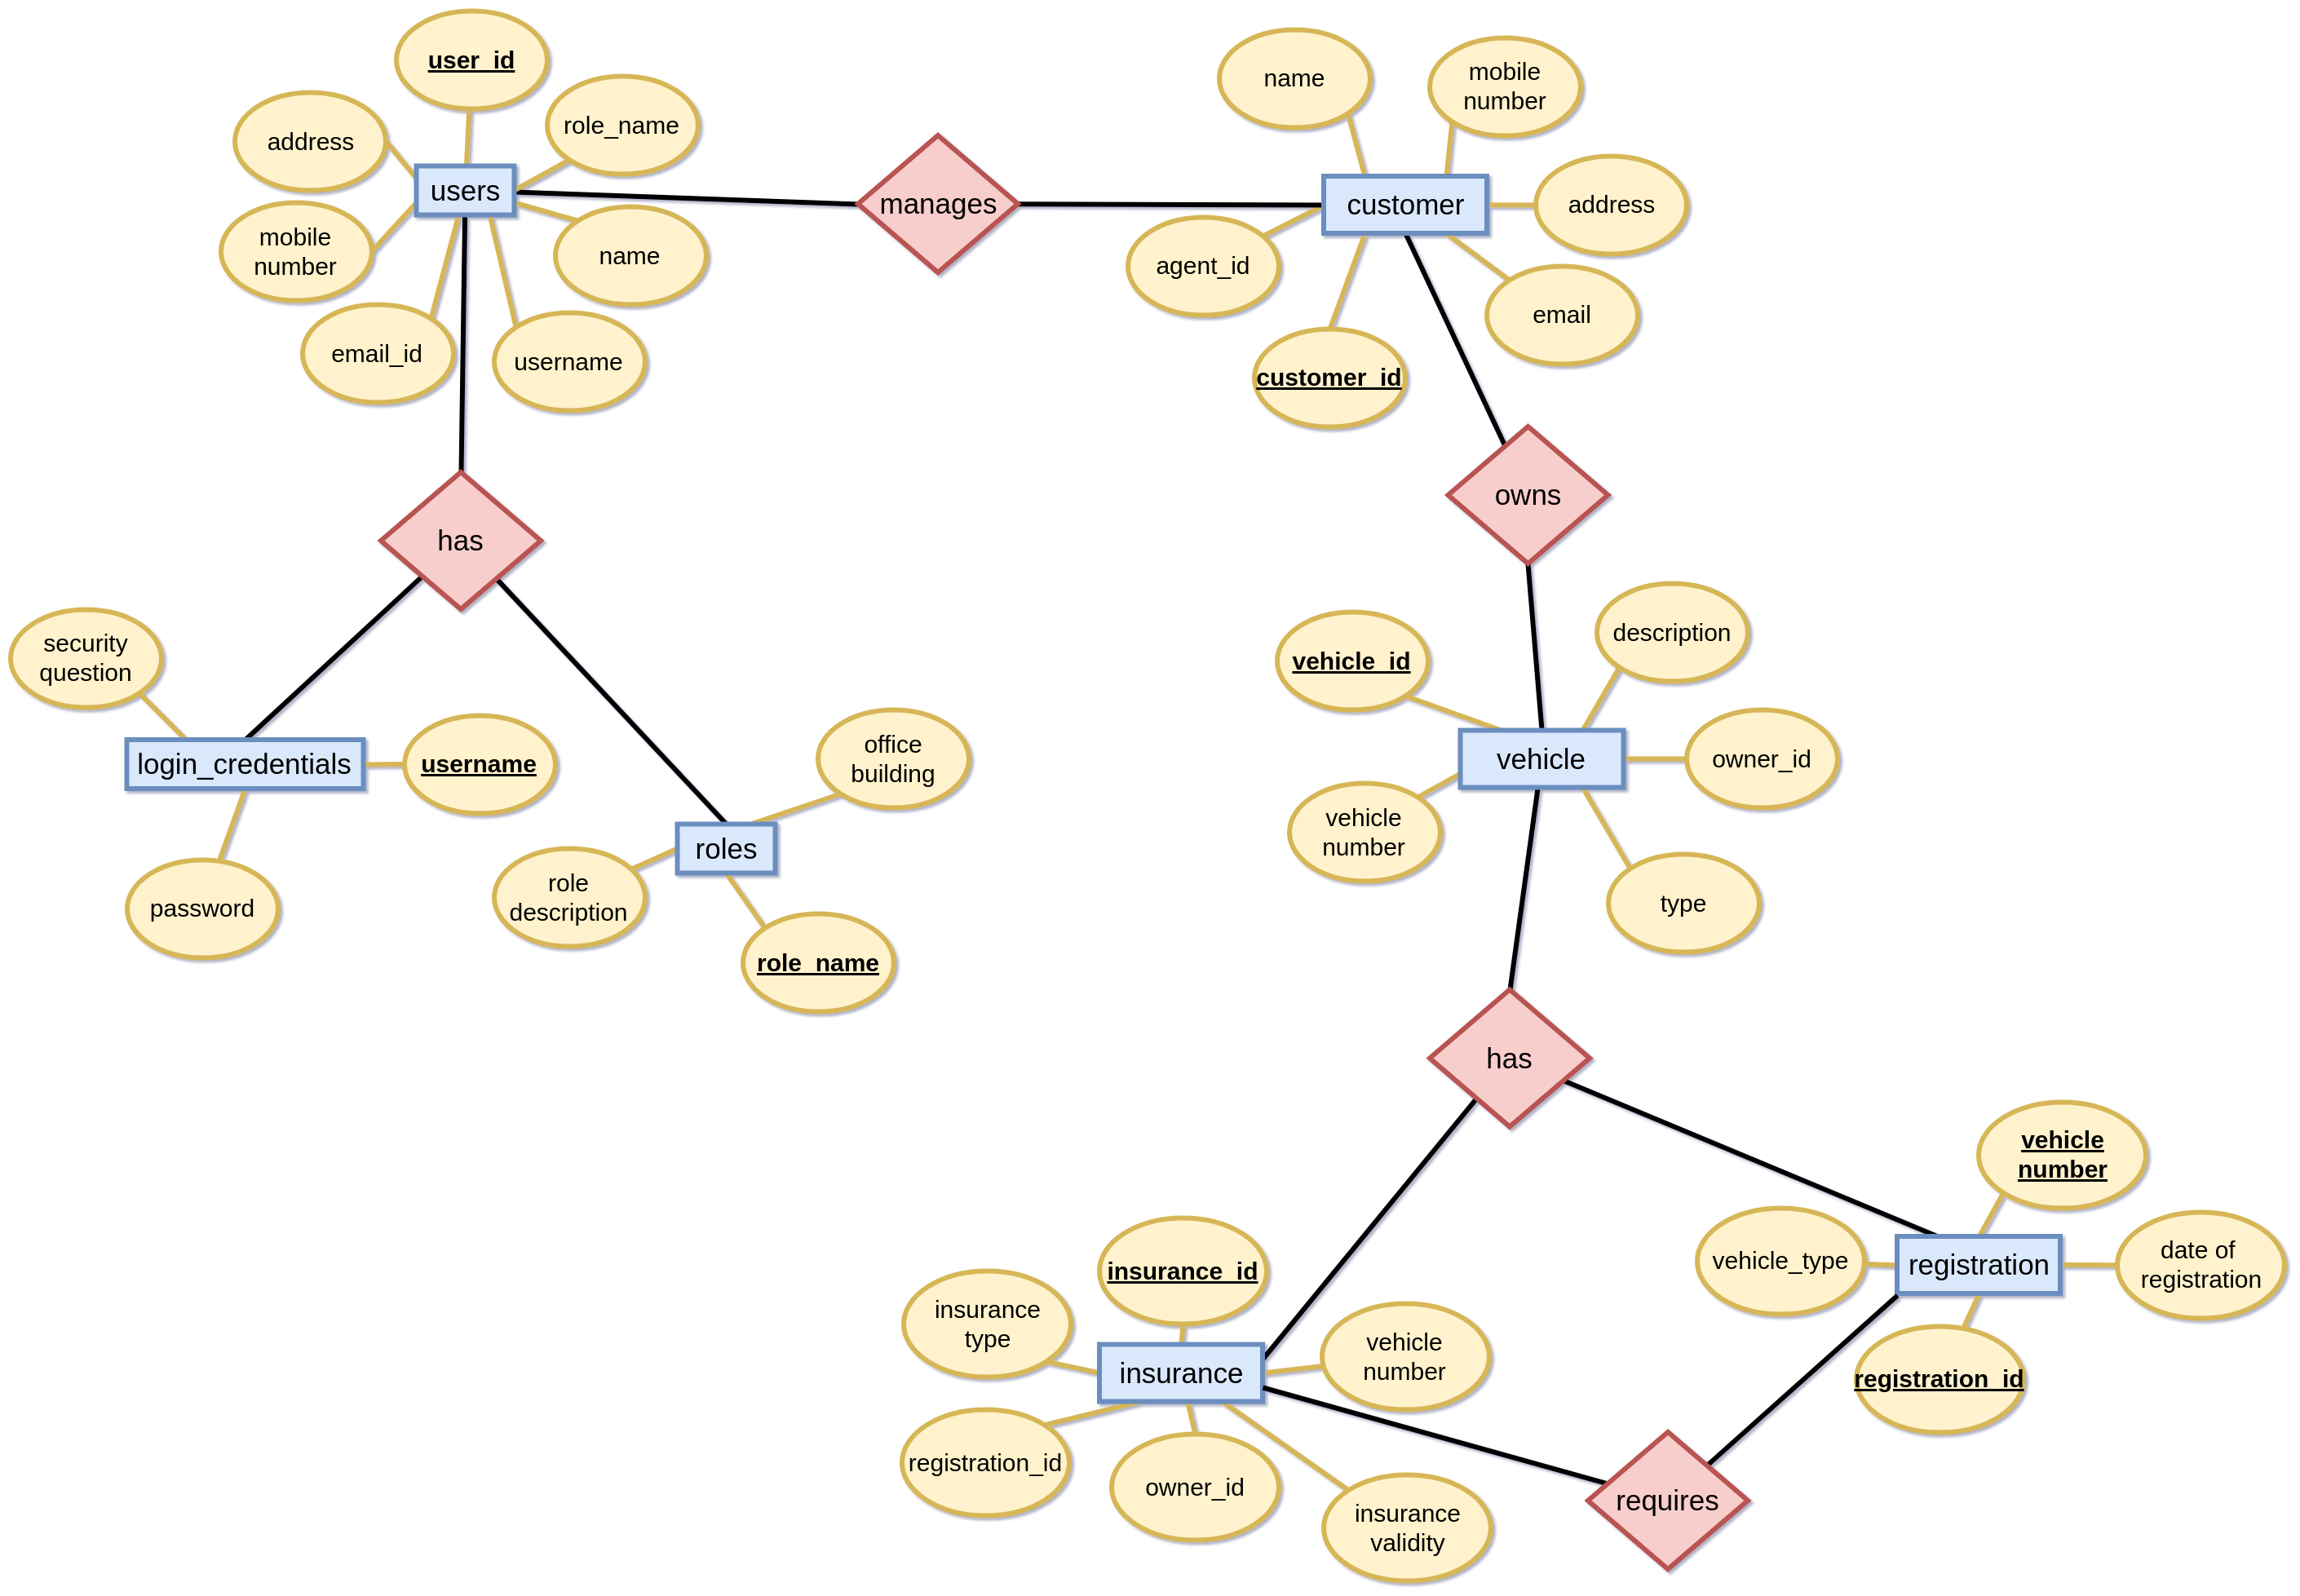 user_id
name
mobile
number
role_name
address
users
manages
customer
address
mobile
number
name
agent_id
email
email_id
username
customer_id
owns
has
security
question
description
vehicle_id
office
building
vehicle
owner_id
login_credentials
username
vehicle
number
roles
role
description
type
password
role_name
has
vehicle
number
vehicle_type
date of
registration
registration
insurance_id
insurance
type
vehicle
number
insurance
registration_id
registration_id
owner_id
requires
insurance
validity